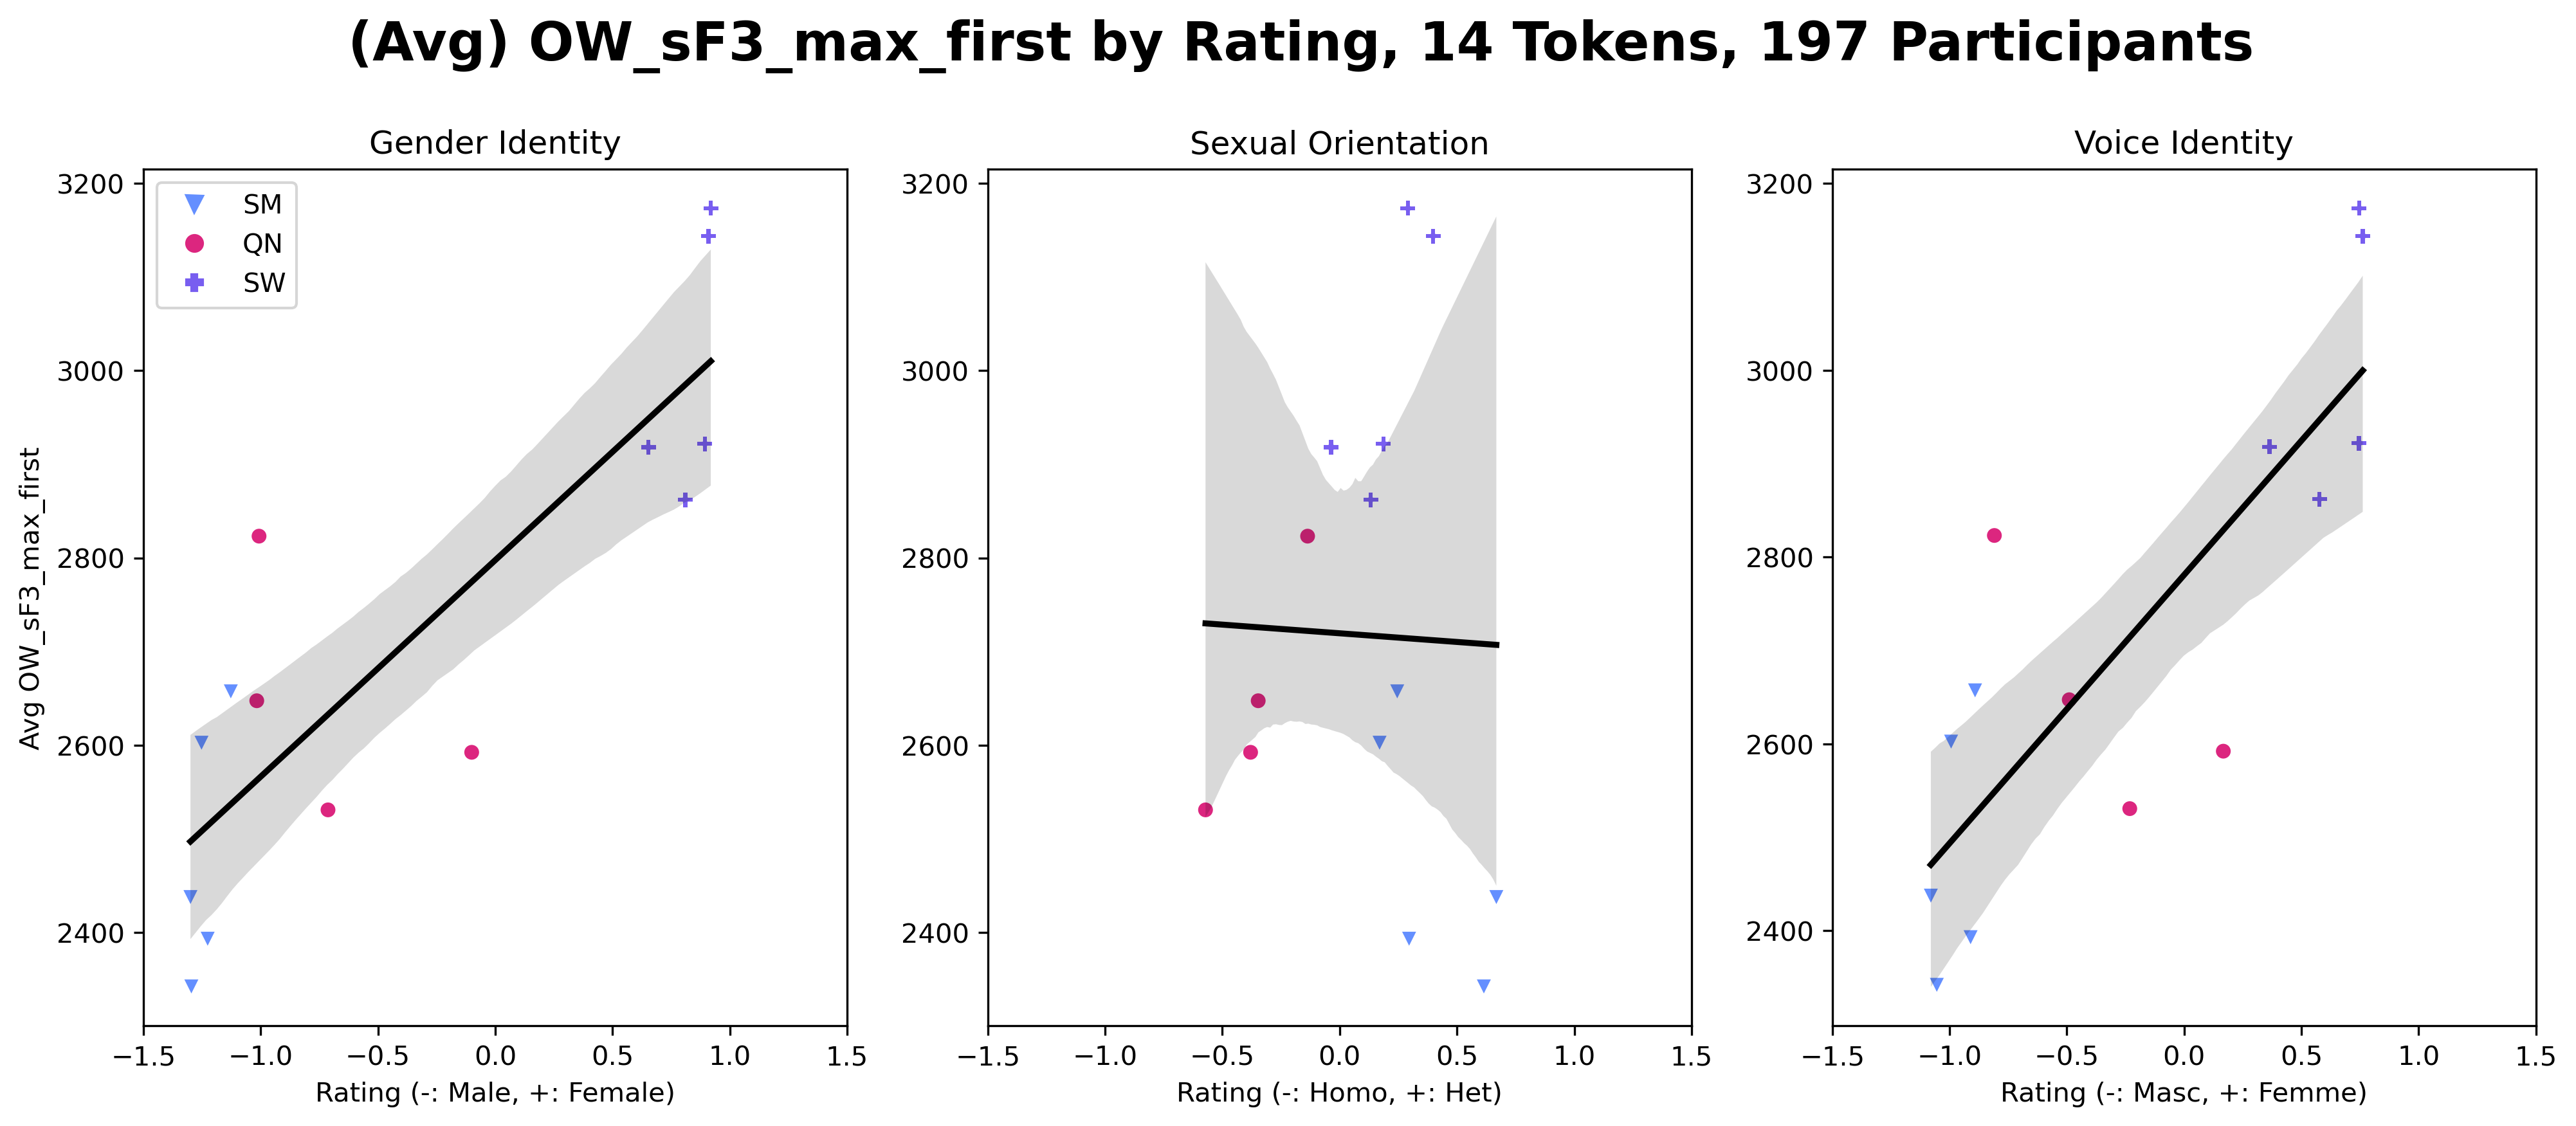 (Avg) OW_sF3_max_first by Rating, 14 Tokens, 197 Participants
Gender Identity
Sexual Orientation
Voice Identity
SM
QN
SW
Avg OW_sF3_max_first
3200
3000
2800
2600
2400
−1.5 −1.0 −0.5 0.0 0.5 1.0 1.5
Rating (-: Male, +: Female)
3200
3000
2800
2600
2400
−1.5 −1.0 −0.5 0.0 0.5 1.0 1.5
Rating (-: Homo, +: Het)
3200
3000
2800
2600
2400
−1.5 −1.0 −0.5 0.0 0.5 1.0 1.5
Rating (-: Masc, +: Femme)